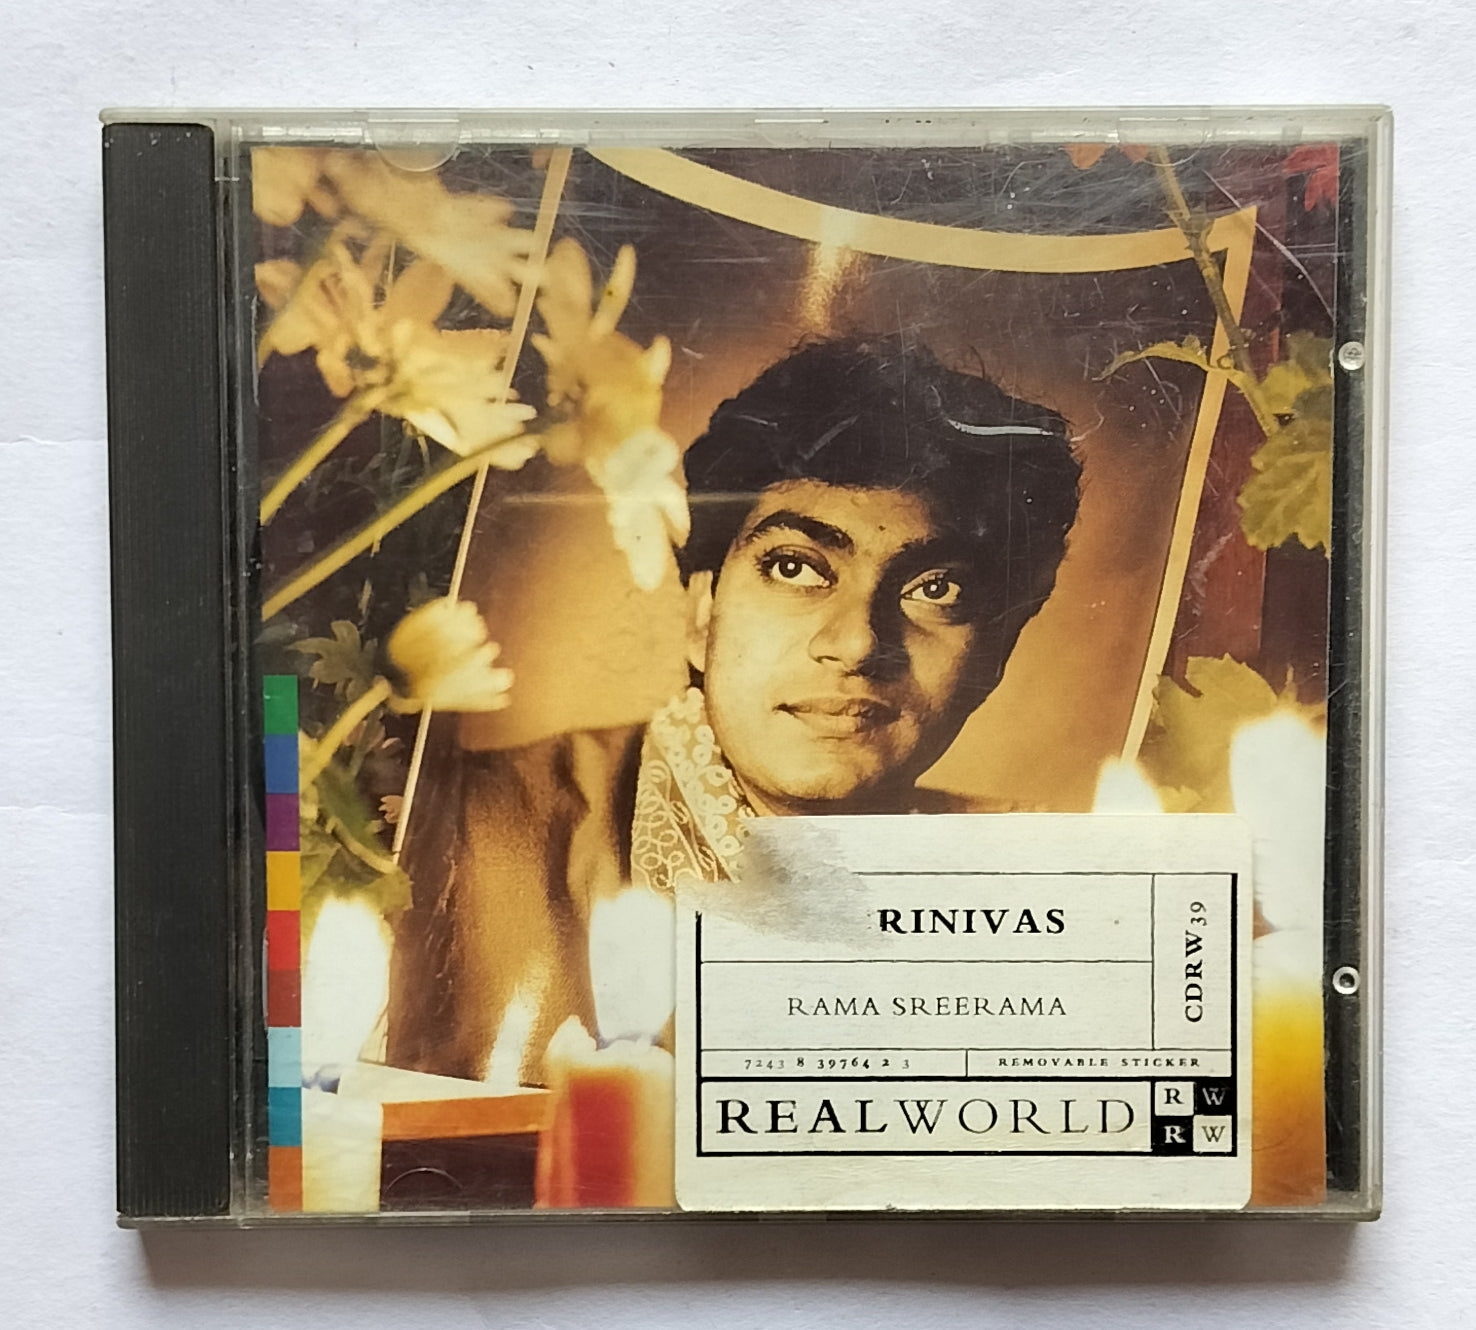 RINIVAS
RAMA SREERAMA
CDRW39
7243 8 39764 2 3
REMOVABLE STICKER
REALWORLD
R W
R W